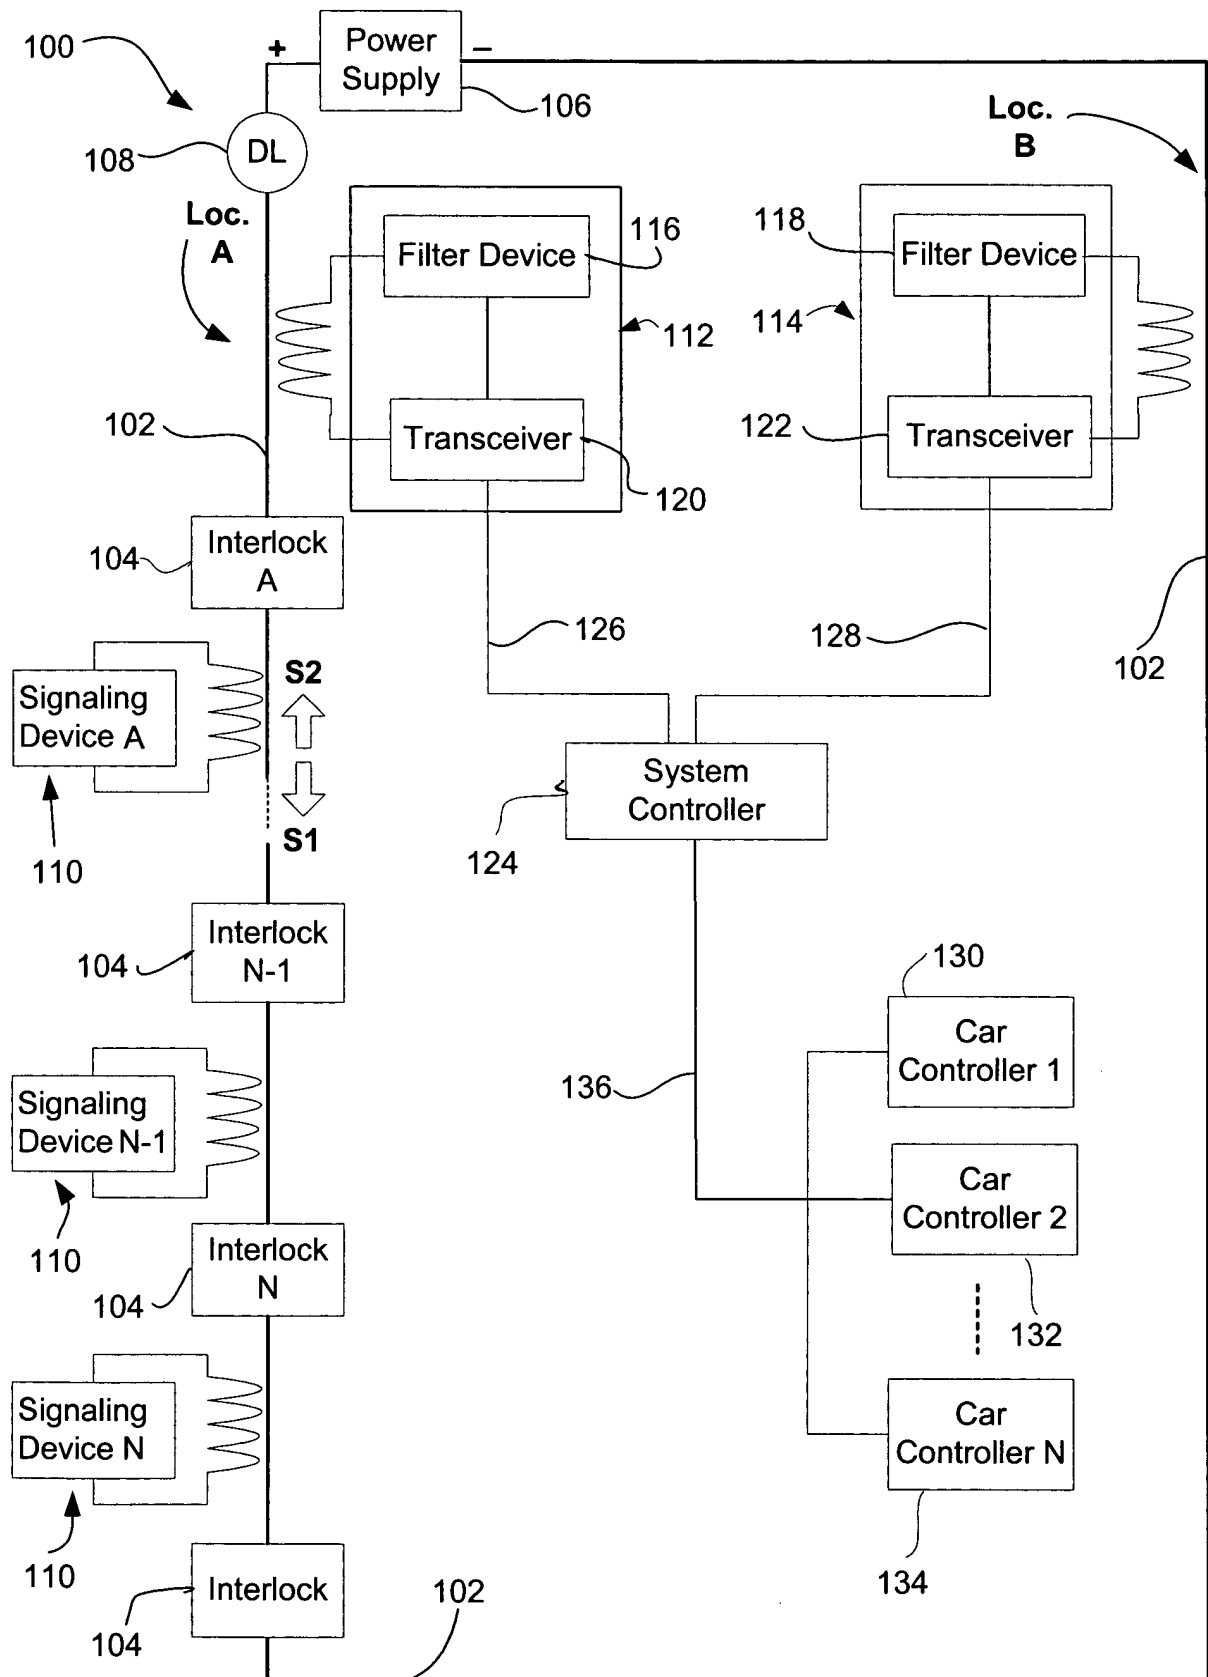 100
+
Power
Supply
−
106
Loc.
B
108
DL
Loc.
A
Filter Device
116
118
Filter Device
112
114
102
Transceiver
122
Transceiver
120
104
Interlock
A
126
128
102
Signaling
Device A
S2
System
Controller
S1
124
110
Interlock
N-1
104
130
Car
Controller 1
136
Signaling
Device N-1
Car
Controller 2
110
Interlock
N
104
132
Signaling
Device N
Car
Controller N
110
Interlock
134
102
104